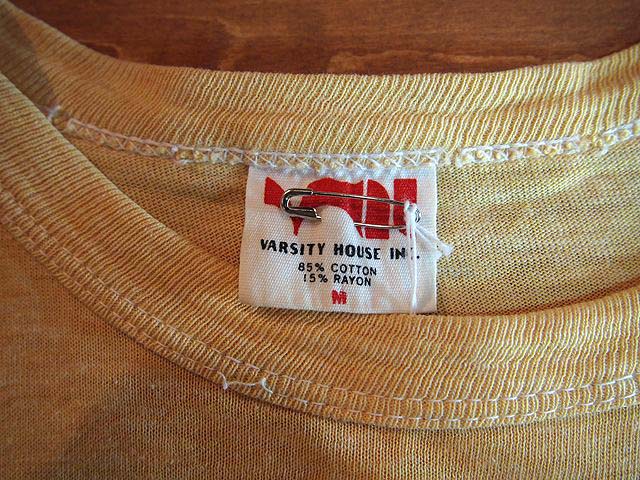 VARSITY HOUSE INC.
85% COTTON
15% RAYON
M